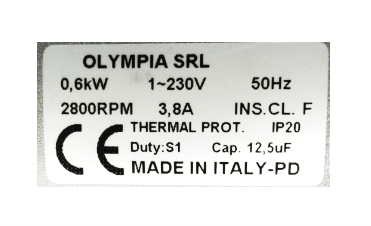 OLYMPIA SRL
0,6kW 1~230V 50Hz
2800RPM 3,8A INS.CL. F
CE THERMAL PROT. IP20
Duty:S1 Cap. 12,5uF
MADE IN ITALY-PD